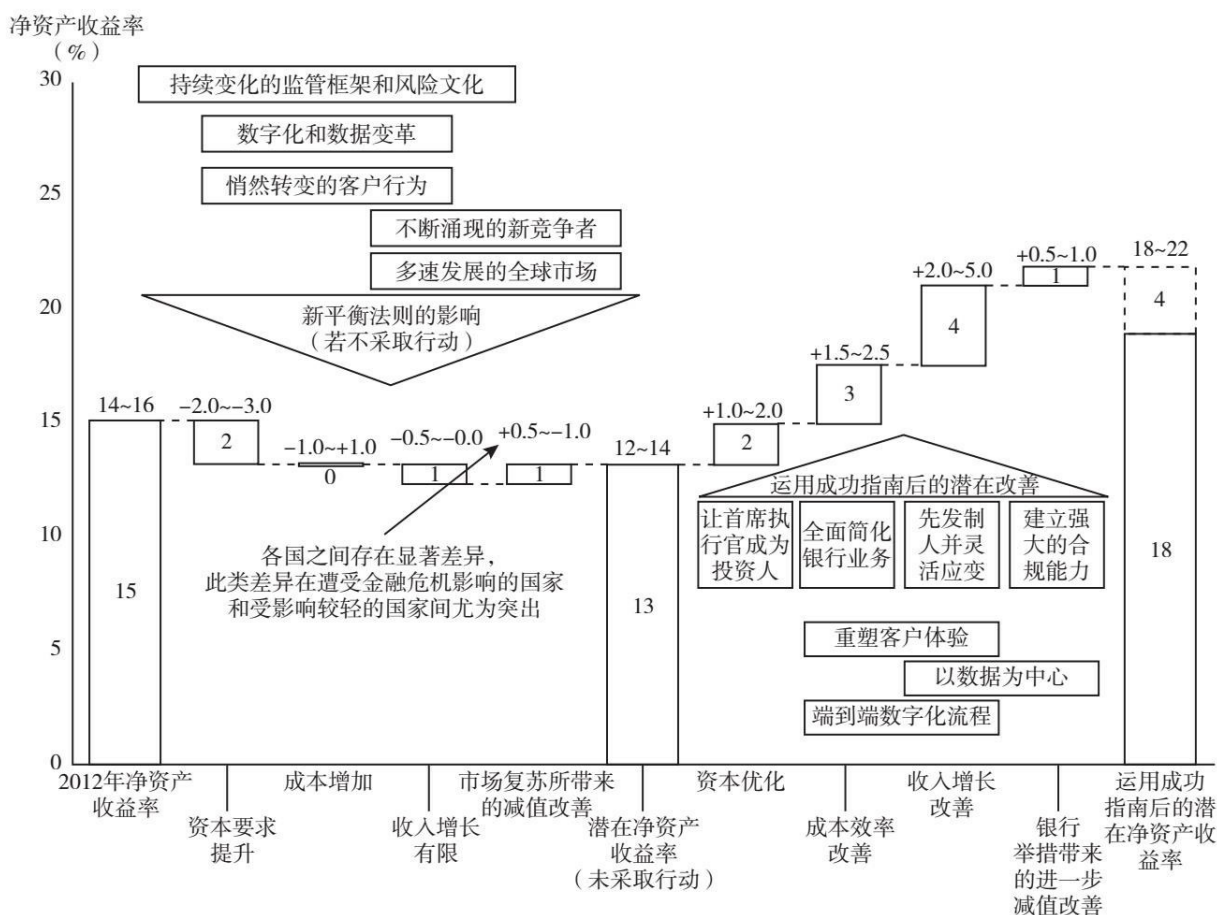 净资产收益率
（%）
30
25
20
15
10
5
0
持续变化的监管框架和风险文化
数字化和数据变革
悄然转变的客户行为
不断涌现的新竞争者
多速发展的全球市场
新平衡法则的影响
（若不采取行动）
14~16
15
−2.0~−3.0
2
−1.0~+1.0
0
−0.5~−0.0
1
+0.5~−1.0
1
12~14
13
+1.0~2.0
2
+1.5~2.5
3
+2.0~5.0
4
+0.5~1.0
1
18~22
4
18
各国之间存在显著差异，
此类差异在遭受金融危机影响的国家
和受影响较轻的国家间尤为突出
运用成功指南后的潜在改善
让首席执
行官成为
投资人
全面简化
银行业务
先发制
人并灵
活应变
建立强
大的合
规能力
重塑客户体验
以数据为中心
端到端数字化流程
2012年净资产
收益率
资本要求
提升
成本增加
收入增长
有限
市场复苏所带来
的减值改善
潜在净资产
收益率
（未采取行动）
资本优化
成本效率
改善
收入增长
改善
银行
举措带来
的进一步
减值改善
运用成功
指南后的潜
在净资产收
益率